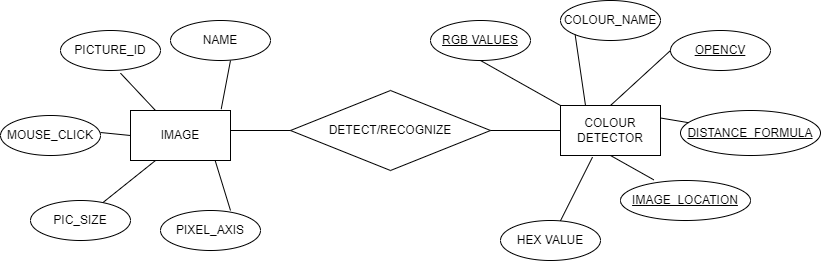 COLOUR_NAME
NAME
RGB VALUES
PICTURE_ID
OPENCV
MOUSE_CLICK
IMAGE
DETECT/RECOGNIZE
COLOUR
DETECTOR
DISTANCE_FORMULA
IMAGE_LOCATION
PIC_SIZE
PIXEL_AXIS
HEX VALUE